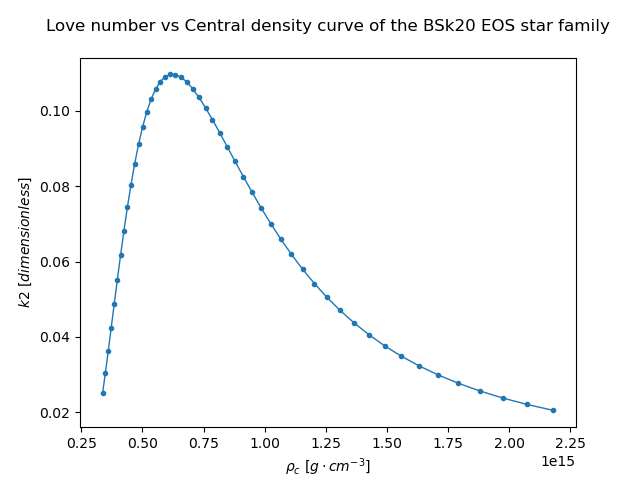 Love number vs Central density curve of the BSk20 EOS star family
0.10
0.08
0.06
0.04
0.02
k2 [dimensionless]
0.25 0.50 0.75 1.00 1.25 1.50 1.75 2.00 2.25
1e15
ρc [g · cm−3]